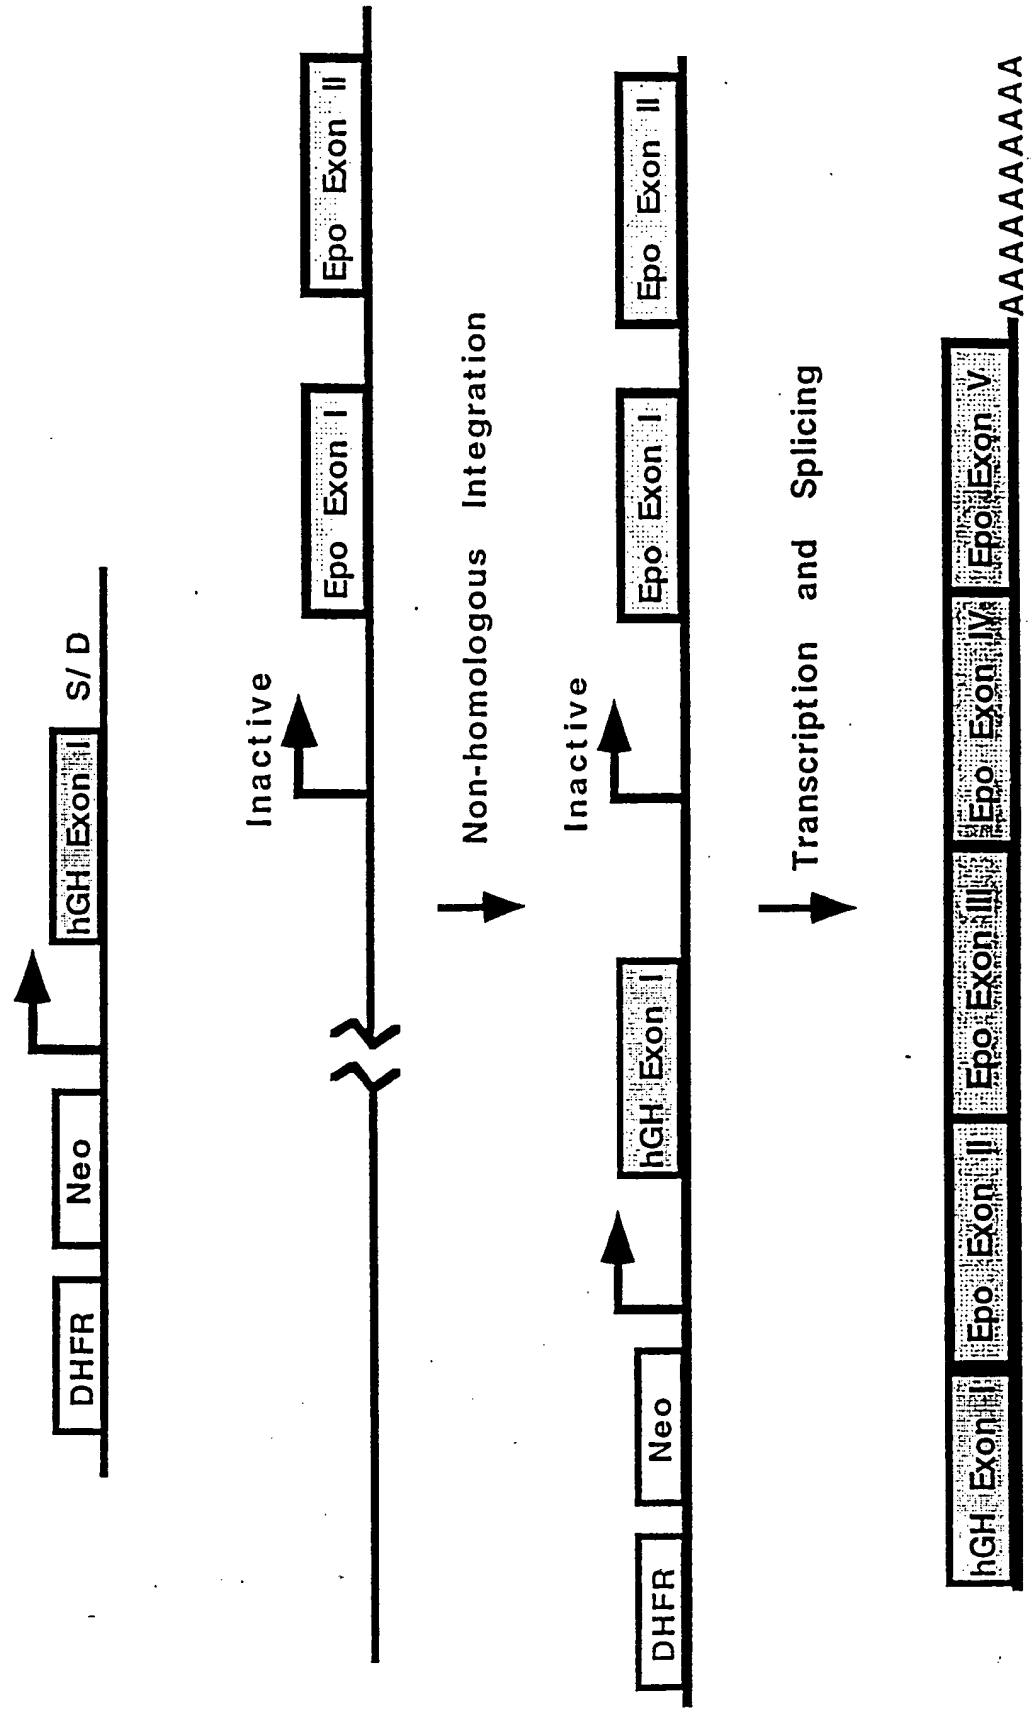 DHFR Neo hGH Exon I S/D
Inactive
Epo Exon I Epo Exon II
Non-homologous Integration
Inactive
DHFR Neo hGH Exon I Epo Exon I Epo Exon II
Transcription and Splicing
hGH Exon I Epo Exon II Epo Exon III Epo Exon IV Epo Exon V AAAAAAAAAAA